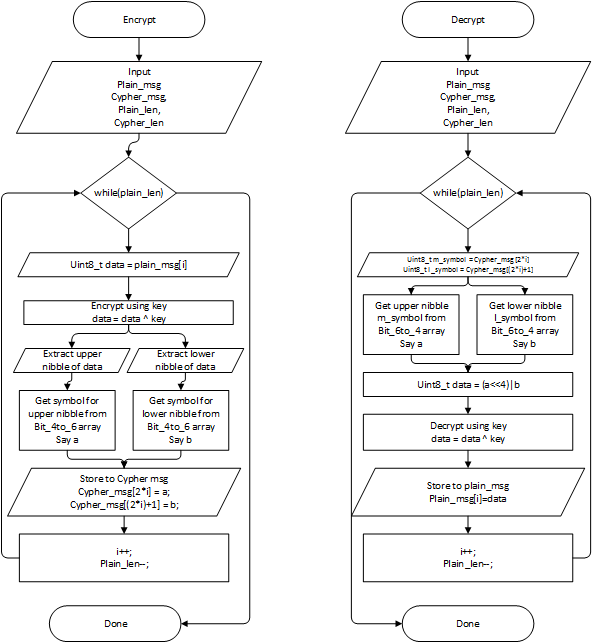 Encrypt
Input
Plain_msg
Cypher_msg,
Plain_len,
Cypher_len
while(plain_len)
Uint8_t data = plain_msg[i]
Encrypt using key
data = data ^ key
Extract upper
nibble of data
Extract lower
nibble of data
Get symbol for
upper nibble from
Bit_4to_6 array
Say a
Get symbol for
lower nibble from
Bit_4to_6 array
Say b
Store to Cypher msg
Cypher_msg[2*i] = a;
Cypher_msg[(2*i)+1] = b;
i++;
Plain_len--;
Done
Decrypt
Input
Plain_msg
Cypher_msg,
Plain_len,
Cypher_len
while(plain_len)
Uint8_t m_symbol = Cypher_msg[2*i]
Uint8_t l_symbol = Cypher_msg[(2*i)+1]
Get upper nibble
m_symbol from
Bit_6to_4 array
Say a
Get lower nibble
l_symbol from
Bit_6to_4 array
Say b
Uint8_t data = (a<<4)|b
Decrypt using key
data = data ^ key
Store to plain_msg
Plain_msg[i]=data
i++;
Plain_len--;
Done